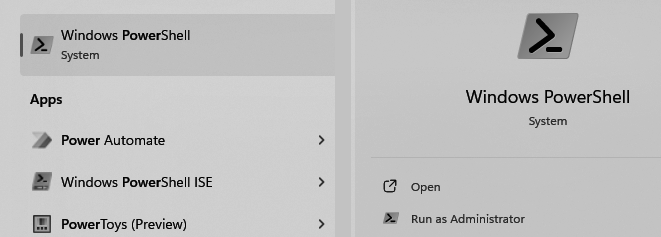 Windows PowerShell
System
Apps
Power Automate
Windows PowerShell ISE
PowerToys (Preview)
Windows PowerShell
System
Open
Run as Administrator